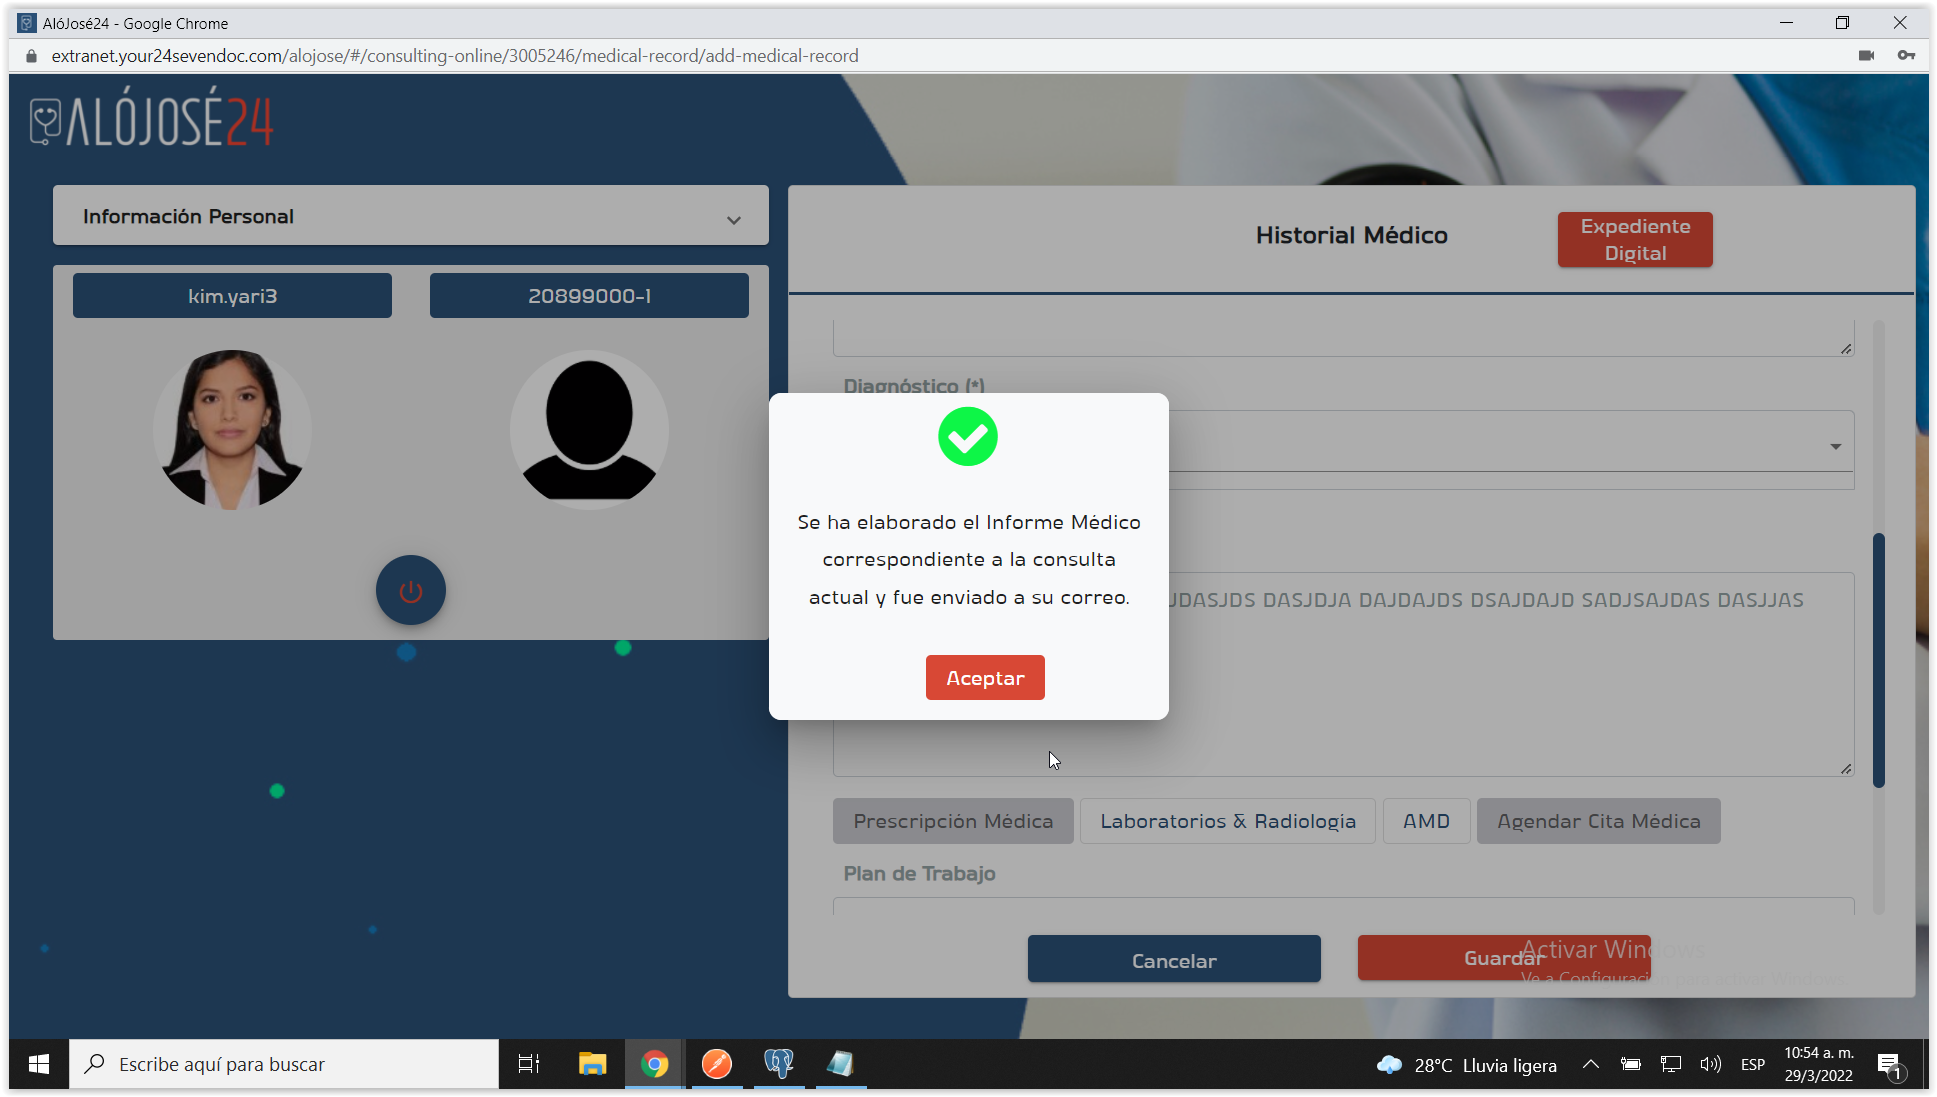 AlóJosé24 - Google Chrome
extranet.your24sevendoc.com/alojose/#/consulting-online/3005246/medical-record/add-medical-record
ALÓJOSÉ24
Información Personal
kim.yari3
20899000-1
Historial Médico
Expediente
Digital
Diagnóstico (*)
JDASJDS DASJDJA DAJDAJDS DSAJDAJD SADJSAJDAS DASJJAS
Se ha elaborado el Informe Médico
correspondiente a la consulta
actual y fue enviado a su correo.
Aceptar
Prescripción Médica
Laboratorios & Radiología
AMD
Agendar Cita Médica
Plan de Trabajo
Cancelar
Guardar
Activar Windows
Ve a Configuración para activar Windows.
Escribe aquí para buscar
28°C Lluvia ligera
ESP
10:54 a. m.
29/3/2022
1